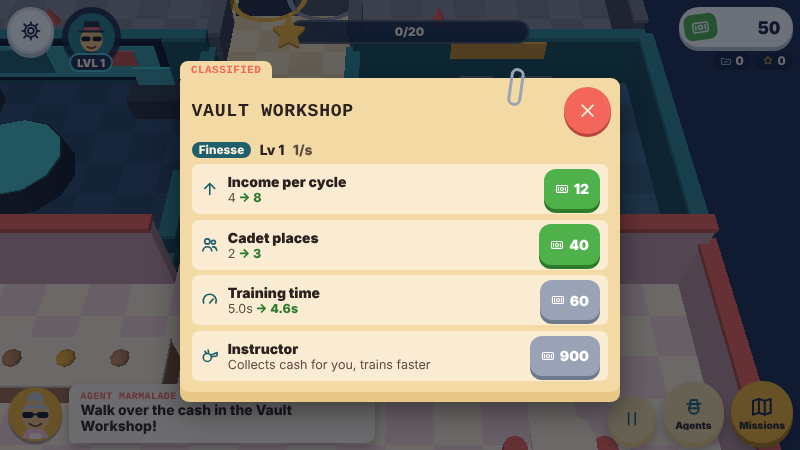 0/20
50
LVL 1
0
0
CLASSIFIED
VAULT WORKSHOP
Finesse Lv 1 1/s
Income per cycle
4 → 8
12
Cadet places
2 → 3
40
Training time
5.0s → 4.6s
60
Instructor
Collects cash for you, trains faster
900
AGENT MARMALADE
Walk over the cash in the Vault
Workshop!
Agents
Missions